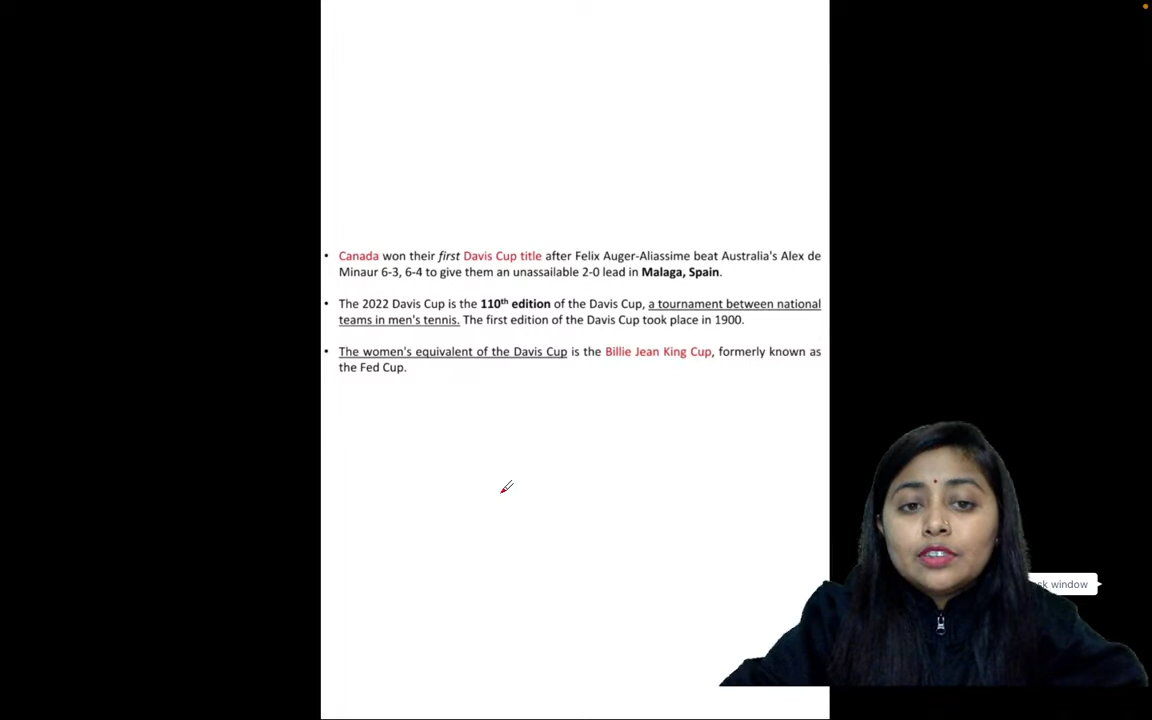 • Canada won their first Davis Cup title after Felix Auger-Aliassime beat Australia's Alex de
Minaur 6-3, 6-4 to give them an unassailable 2-0 lead in Malaga, Spain.
• The 2022 Davis Cup is the 110th edition of the Davis Cup, a tournament between national
teams in men's tennis. The first edition of the Davis Cup took place in 1900.
• The women's equivalent of the Davis Cup is the Billie Jean King Cup, formerly known as
the Fed Cup.
window